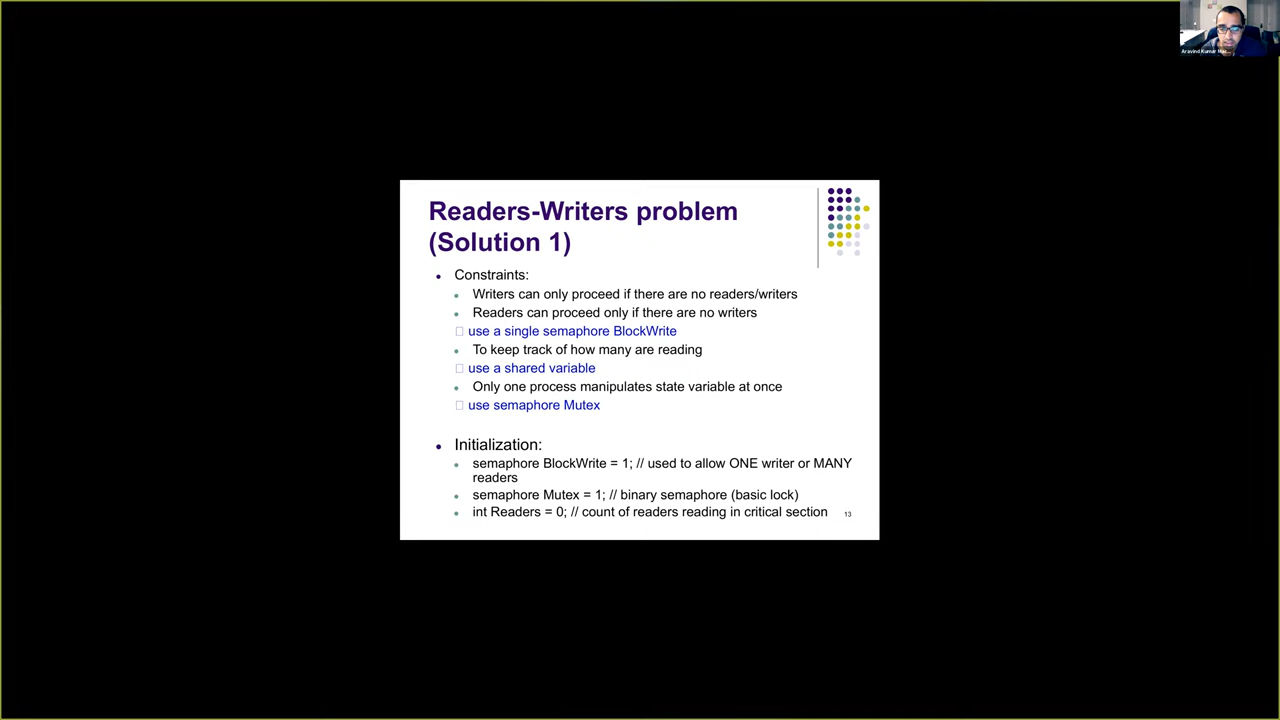 Aravind Kumar Mac...
Readers-Writers problem
(Solution 1)
Constraints:
Writers can only proceed if there are no readers/writers
Readers can proceed only if there are no writers
use a single semaphore BlockWrite
To keep track of how many are reading
use a shared variable
Only one process manipulates state variable at once
use semaphore Mutex
Initialization:
semaphore BlockWrite = 1; // used to allow ONE writer or MANY
readers
semaphore Mutex = 1; // binary semaphore (basic lock)
int Readers = 0; // count of readers reading in critical section
13